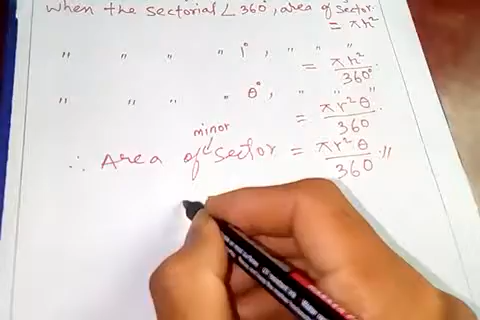 When the sectorial ∠ 360°, area of sector
= πr²
" " " 1°, " " "
= πr²/360°
" " " θ°, " " "
= πr²θ/360
minor
∴ Area of sector = πr²θ/360 . //